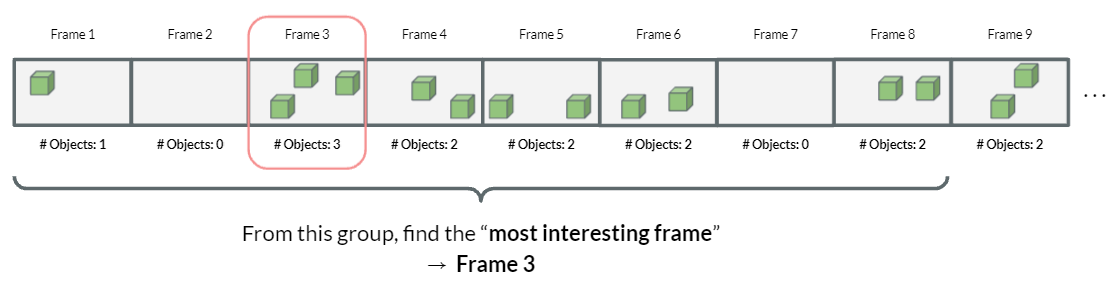 Frame 1 Frame 2 Frame 3 Frame 4 Frame 5 Frame 6 Frame 7 Frame 8 Frame 9
...
# Objects: 1 # Objects: 0 # Objects: 3 # Objects: 2 # Objects: 2 # Objects: 2 # Objects: 0 # Objects: 2 # Objects: 2
From this group, find the “most interesting frame”
→ Frame 3